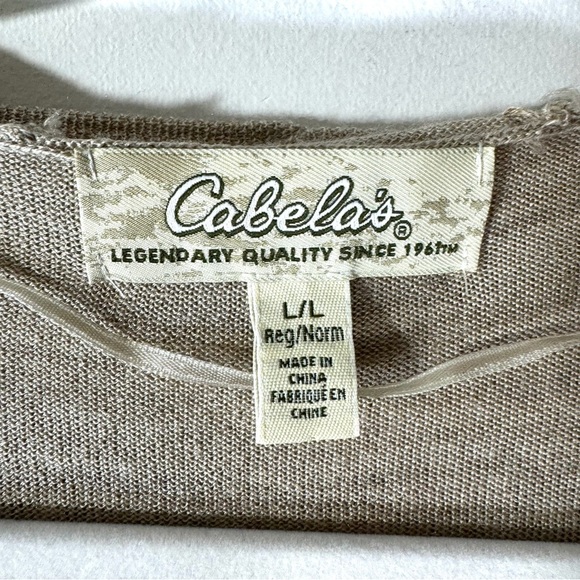 Cabela's®
LEGENDARY QUALITY SINCE 1961™
L/L
Reg/Norm
MADE IN
CHINA
FABRIQUÉ EN
CHINE